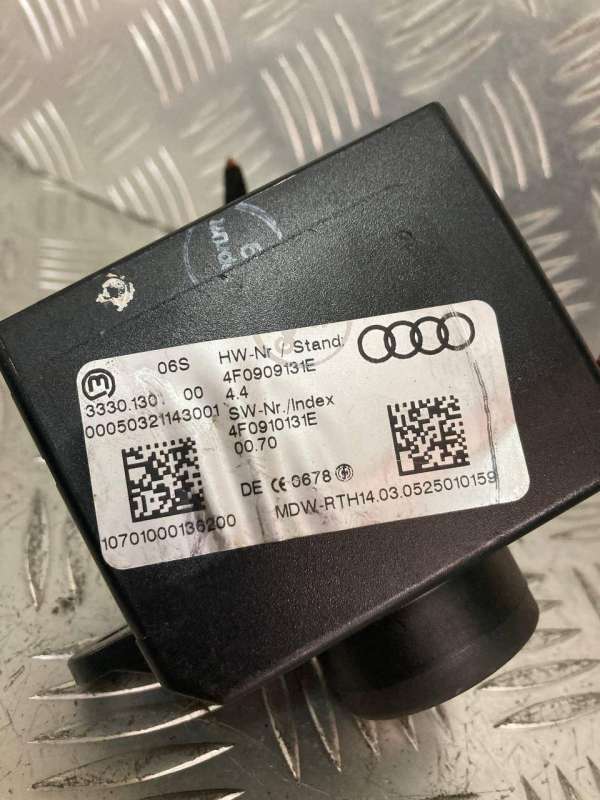 m
06S
HW-Nr / Stand:
4F0909131E
4.4
3330.130 00
00050321143001
SW-Nr./Index
4F0910131E
00.70
DE CE 0678
MDW.-RTH14.03.0525010159
10701000136200